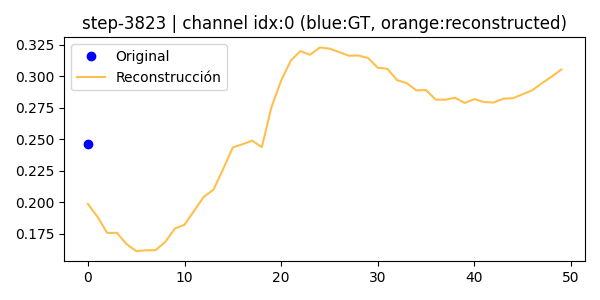 step-3823 | channel idx:0 (blue:GT, orange:reconstructed)
Original
Reconstrucción
0.325
0.300
0.275
0.250
0.225
0.200
0.175
0 10 20 30 40 50